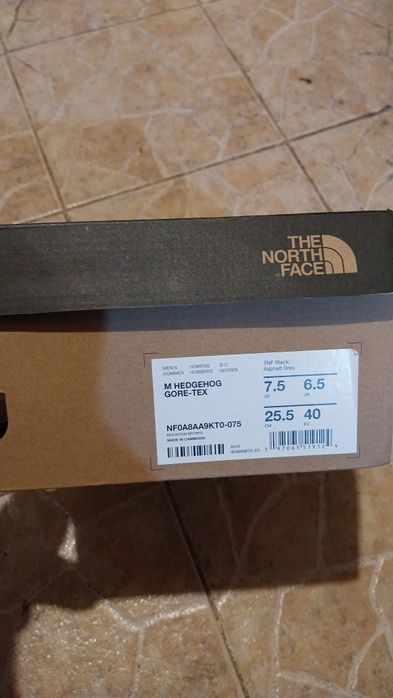 THE
NORTH
FACE
MEN'S HOMENS
HOMMES HOMBRES HERREN
M HEDGEHOG
GORE-TEX
TNF Black/
Asphalt Grey
7.5 6.5
US UK
25.5 40
CM EU
NF0A8AA9KT0-075
MOUNTAIN SPORTS
MADE IN CAMBODIA